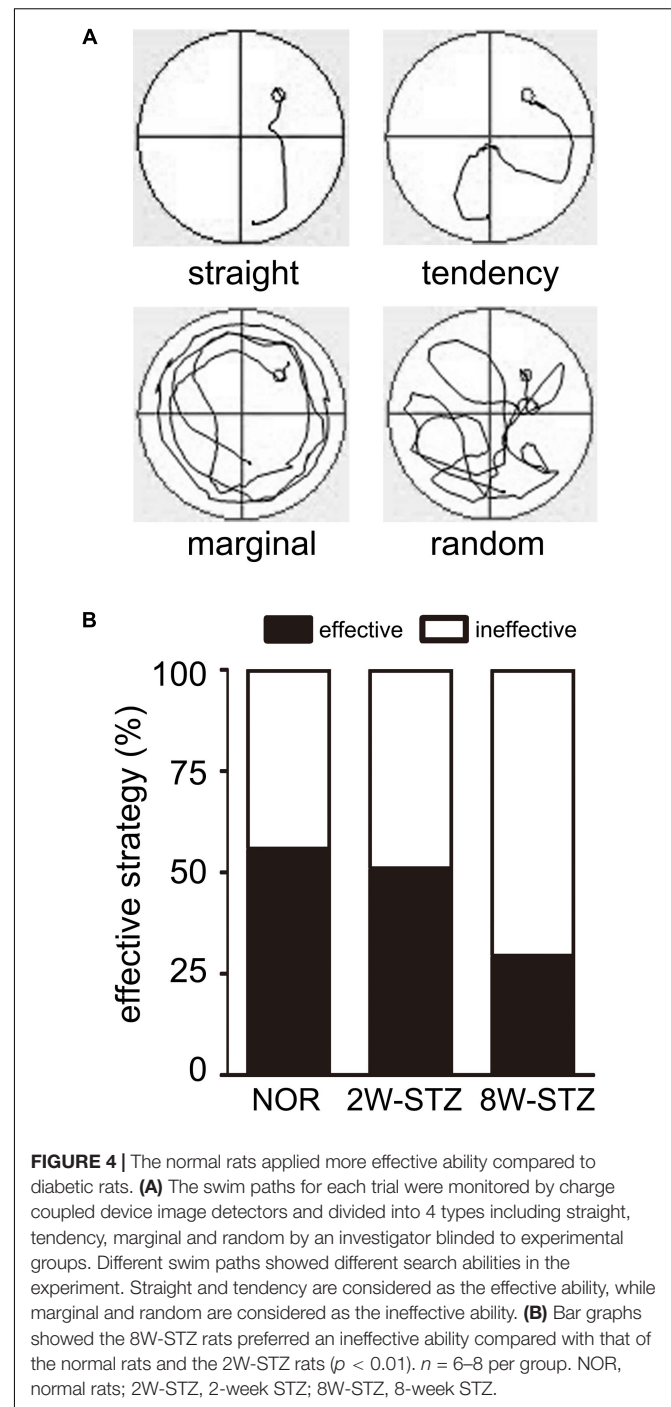 A
straight
tendency
marginal
random
B
effective ineffective
effective strategy (%)
100
75
50
25
0
NOR 2W-STZ 8W-STZ
FIGURE 4 | The normal rats applied more effective ability compared to
diabetic rats. (A) The swim paths for each trial were monitored by charge
coupled device image detectors and divided into 4 types including straight,
tendency, marginal and random by an investigator blinded to experimental
groups. Different swim paths showed different search abilities in the
experiment. Straight and tendency are considered as the effective ability, while
marginal and random are considered as the ineffective ability. (B) Bar graphs
showed the 8W-STZ rats preferred an ineffective ability compared with that of
the normal rats and the 2W-STZ rats (p < 0.01). n = 6–8 per group. NOR,
normal rats; 2W-STZ, 2-week STZ; 8W-STZ, 8-week STZ.